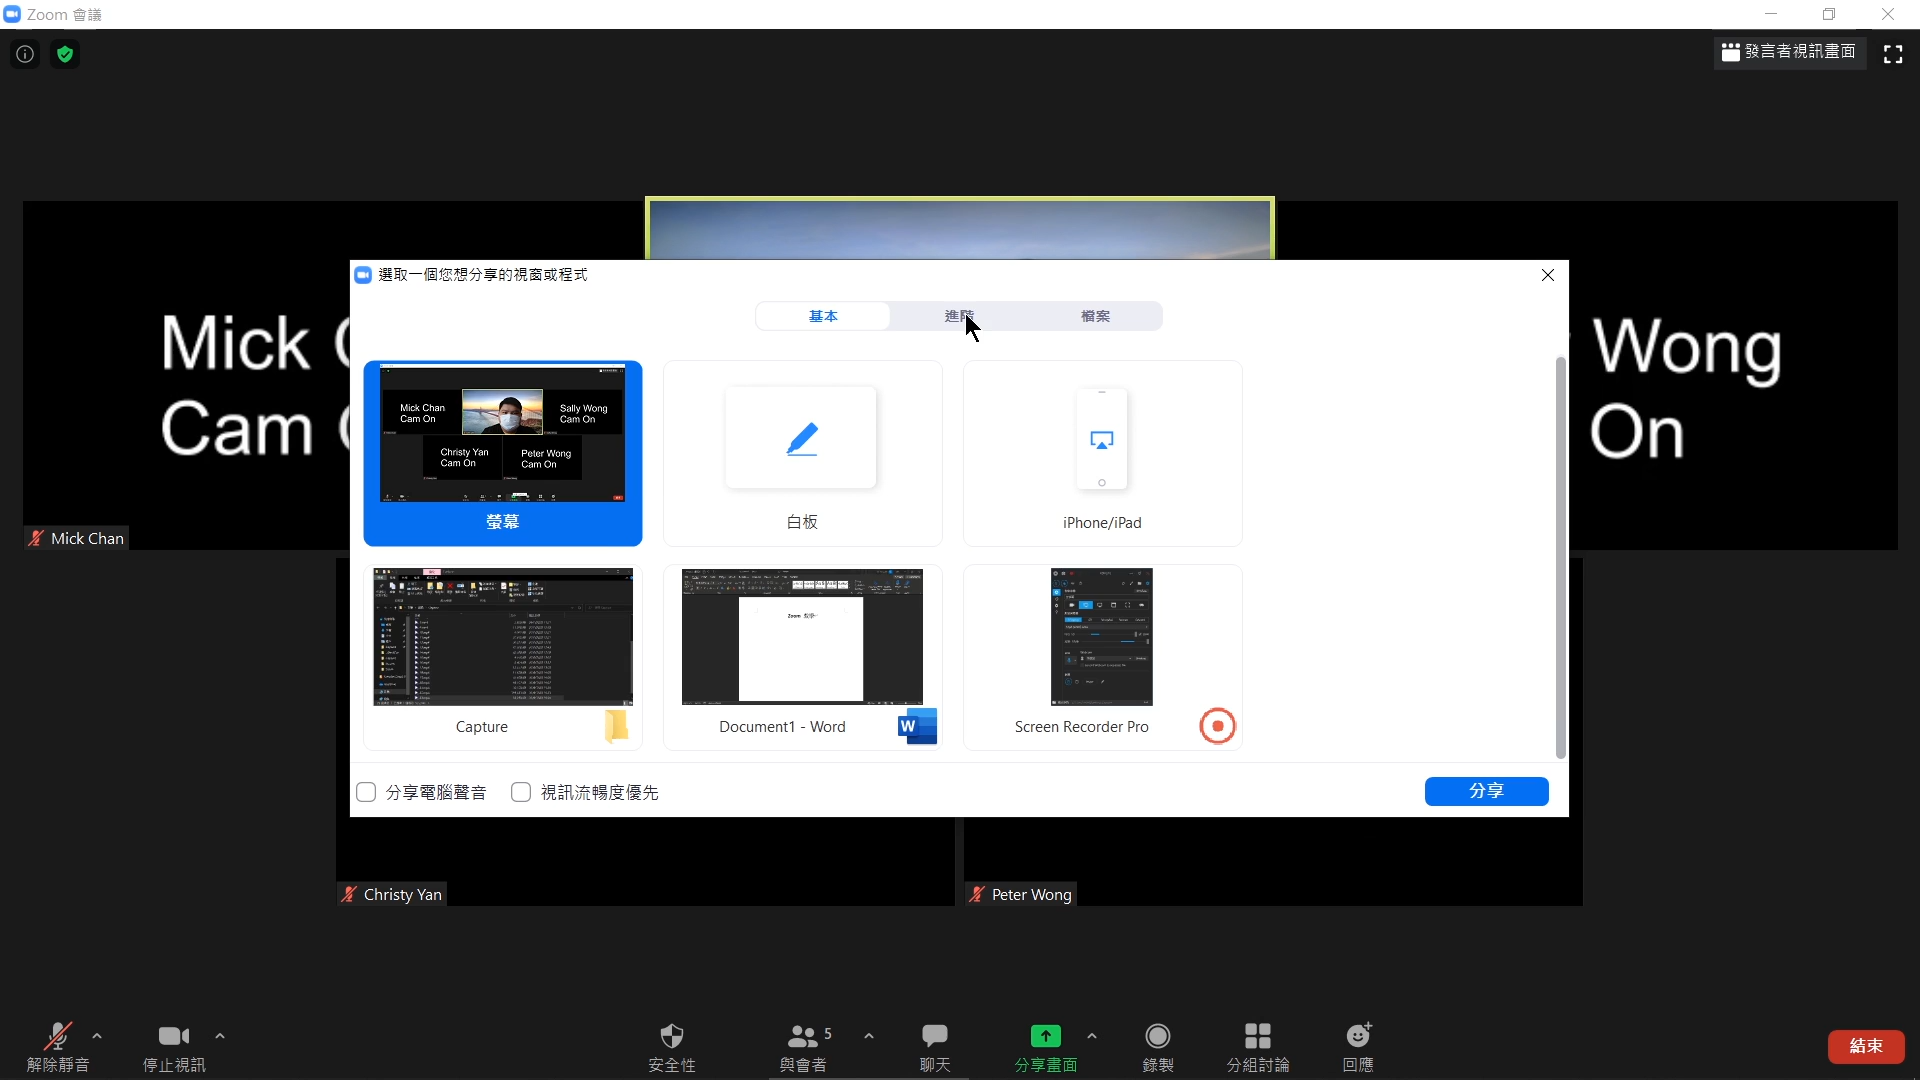 Zoom 會議
發言者視訊畫面
Mick
Cam
Wong
On
選取一個您想分享的視窗或程式
基本
進階
檔案
Mick Chan
Cam On
Sally Wong
Cam On
Christy Yan
Cam On
Peter Wong
Cam On
螢幕
白板
iPhone/iPad
Capture
Document1 - Word
W
Screen Recorder Pro
分享電腦聲音
視訊流暢度優先
分享
Mick Chan
Christy Yan
Peter Wong
解除靜音
停止視訊
安全性
5
與會者
聊天
分享畫面
錄製
分組討論
回應
結束